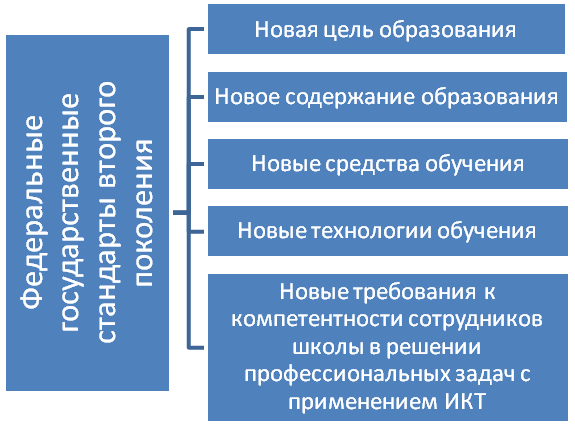 Федеральные
государственные
стандарты второго
поколения
Новая цель образования
Новое содержание образования
Новые средства обучения
Новые технологии обучения
Новые требования к
компетентности сотрудников
школы в решении
профессиональных задач с
применением ИКТ